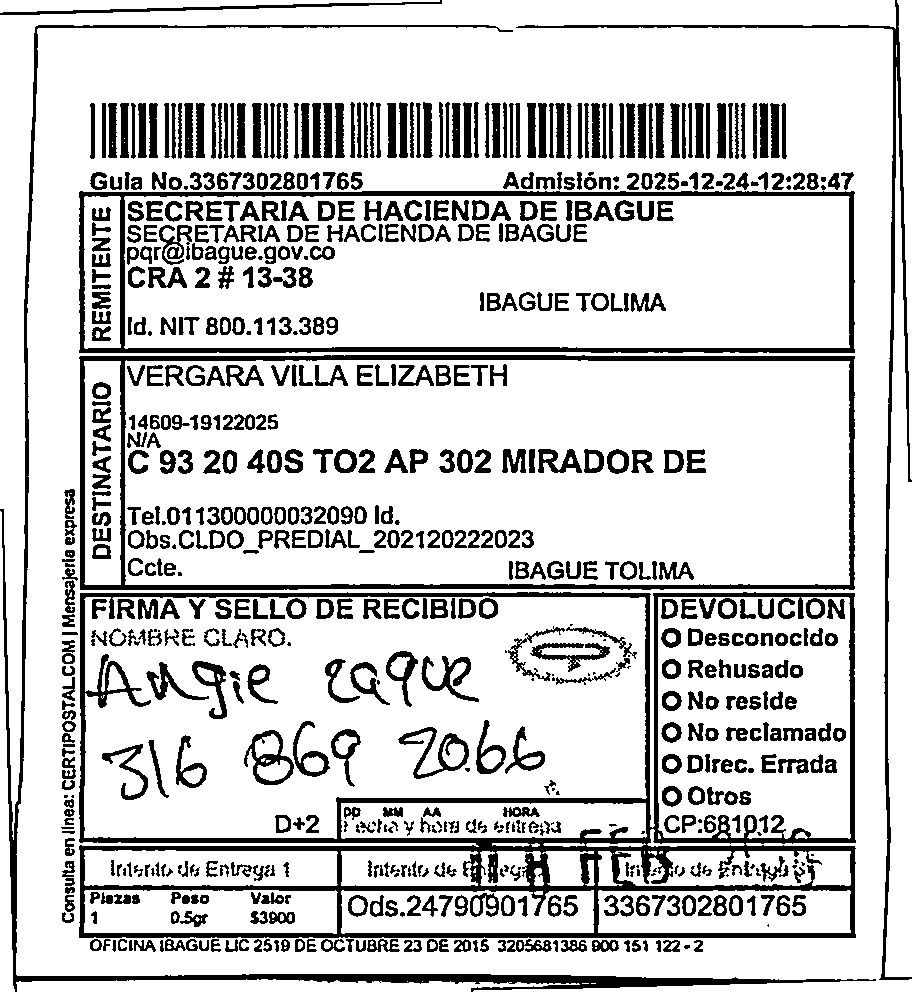 Guia No.3367302801765 Admisión: 2025-12-24-12:28:47
REMITENTE
SECRETARIA DE HACIENDA DE IBAGUE
SECRETARIA DE HACIENDA DE IBAGUE
pqr@ibague.gov.co
CRA 2 # 13-38
IBAGUE TOLIMA
Id. NIT 800.113.389
DESTINATARIO
VERGARA VILLA ELIZABETH
14609-19122025
N/A
C 93 20 40S TO2 AP 302 MIRADOR DE
Tel.011300000032090 Id.
Obs.CLDO_PREDIAL_202120222023
Ccte. IBAGUE TOLIMA
Consulta en línea: CERTIPOSTAL.COM | Mensajería expresa
FIRMA Y SELLO DE RECIBIDO
NOMBRE CLARO.
Angie
316 869 2066
D+2
DD MM AA HORA
Fecha y hora de entrega
DEVOLUCION
Desconocido
Rehusado
No reside
No reclamado
Direc. Errada
Otros
CP:681012
Intento de Entrega 1 Intento de Entrega Intento de Entrega
FEB
Piezas Peso Valor
1 0.5gr $3900
Ods.24790901765 3367302801765
OFICINA IBAGUE LIC 2519 DE OCTUBRE 23 DE 2015 3205681386 900 151 122 - 2